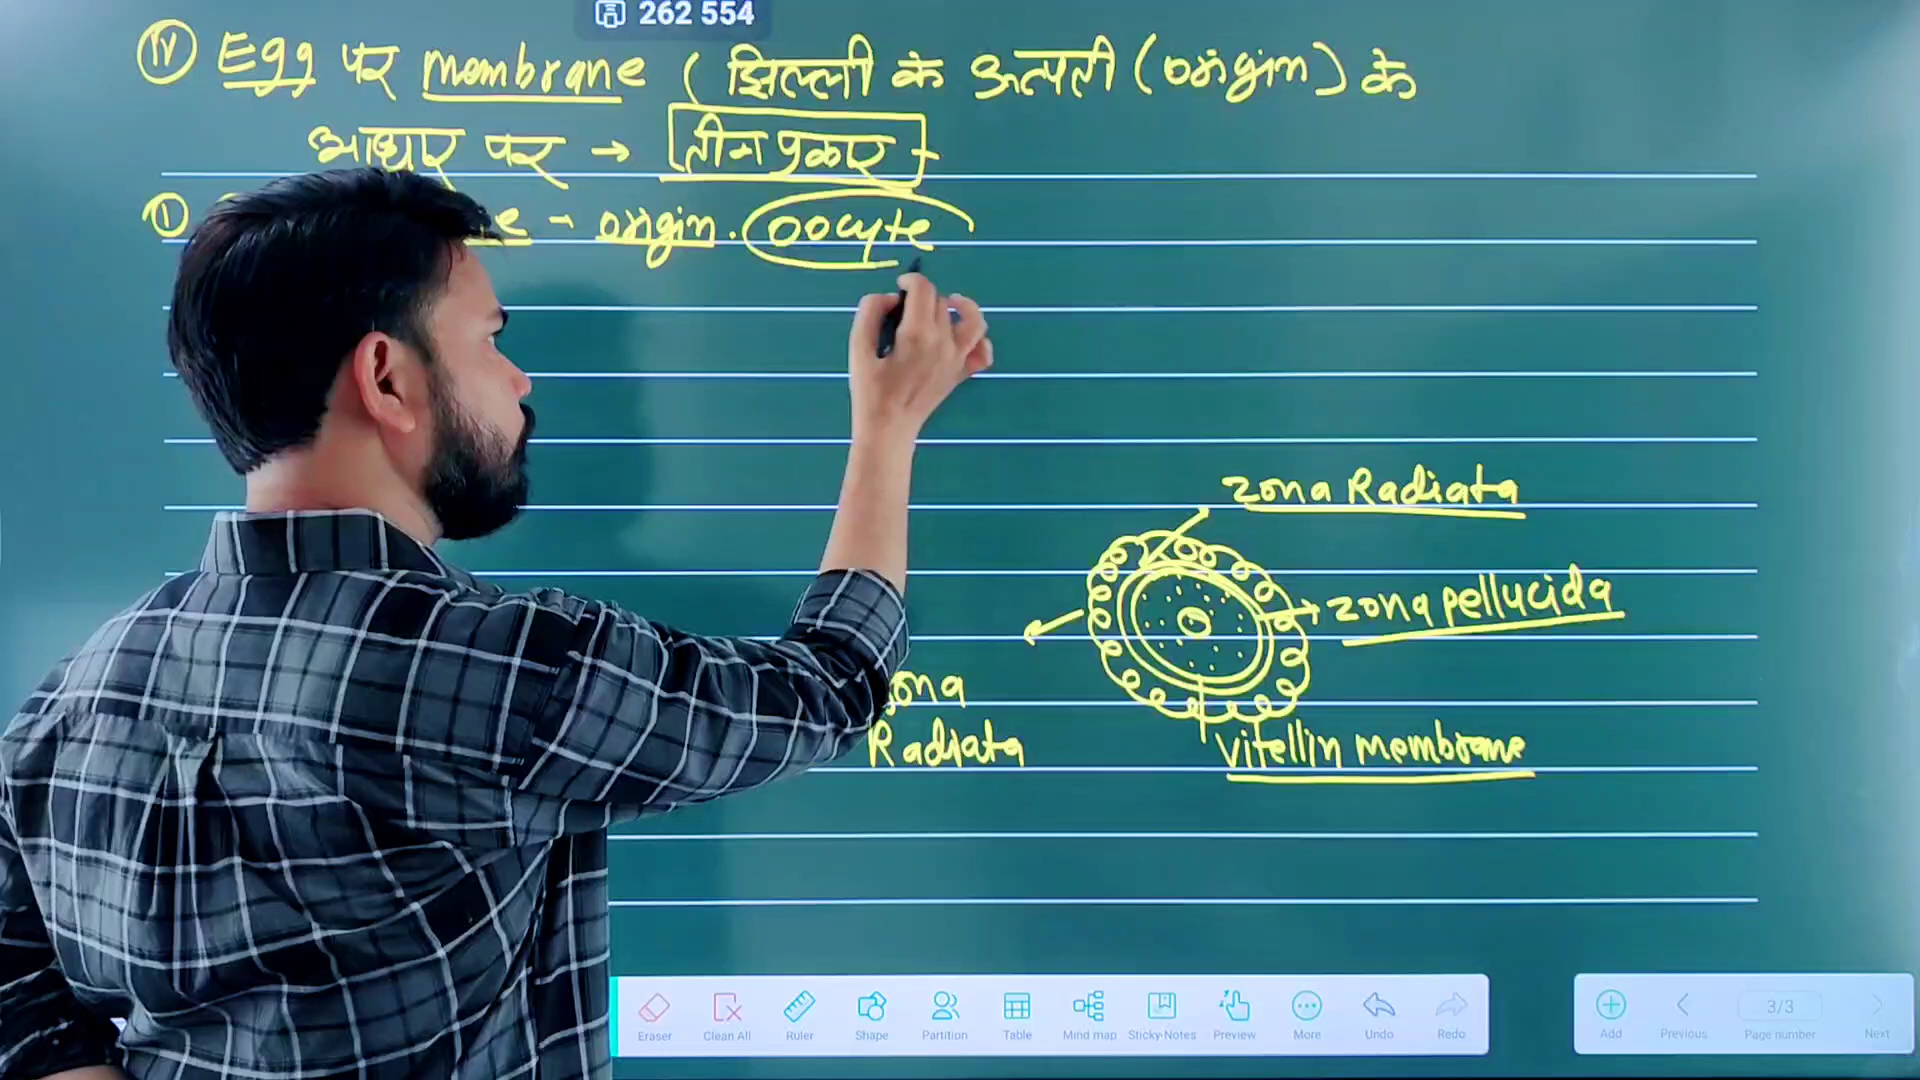 262 554
IV Egg पर membrane ( झिल्ली के उत्पती (origin) के
आधार पर → तीन प्रकार -
① - origin. oocyte
zona Radiata
zona pellucida
Radiata
Vitellin membrane
Eraser Clean All Ruler Shape Partition Table Mind map Sticky-Notes Preview More Undo Redo
Add Previous 3/3 Page number Next